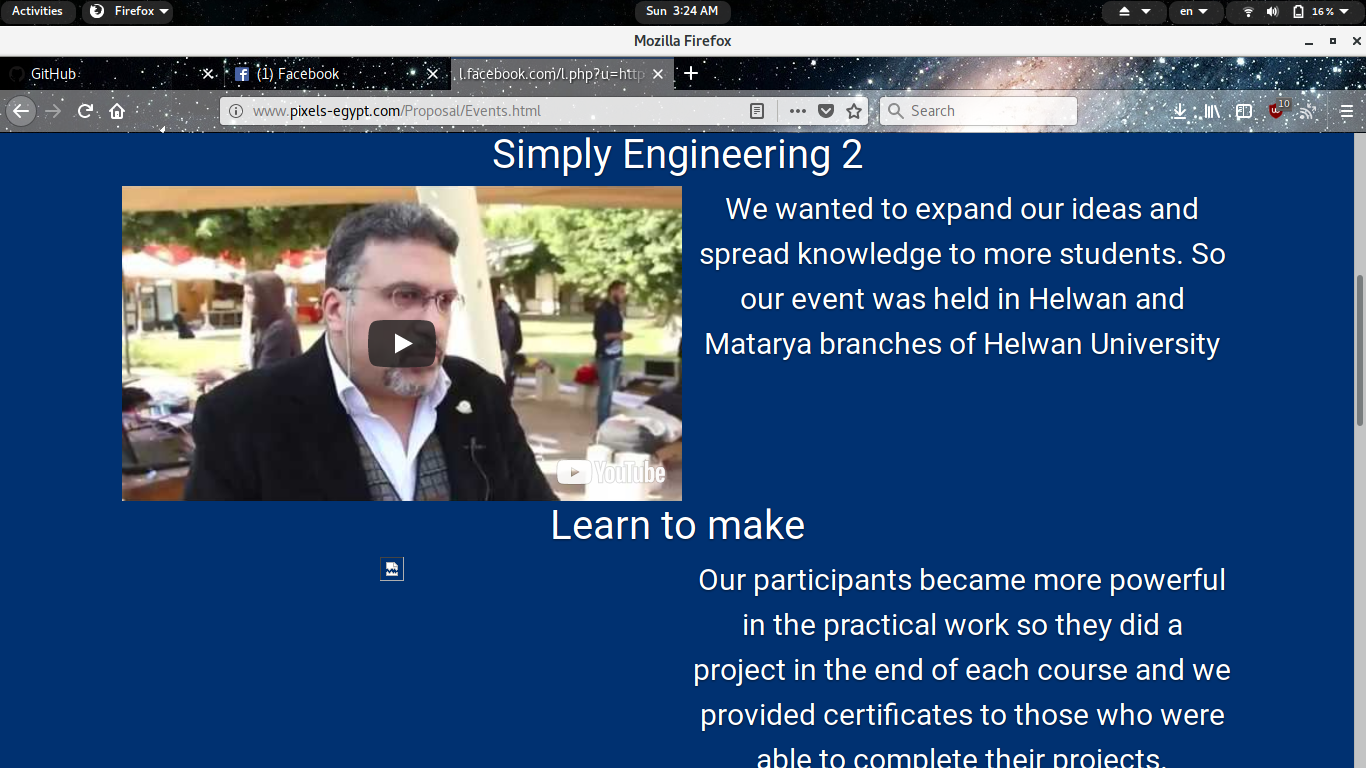 Activities
Firefox
Sun 3:24 AM
en
16 %
Mozilla Firefox
GitHub
(1) Facebook
l.facebook.com/l.php?u=http
www.pixels-egypt.com/Proposal/Events.html
Search
10
Simply Engineering 2
We wanted to expand our ideas and
spread knowledge to more students. So
our event was held in Helwan and
Matarya branches of Helwan University
YouTube
Learn to make
Our participants became more powerful
in the practical work so they did a
project in the end of each course and we
provided certificates to those who were
able to complete their projects.